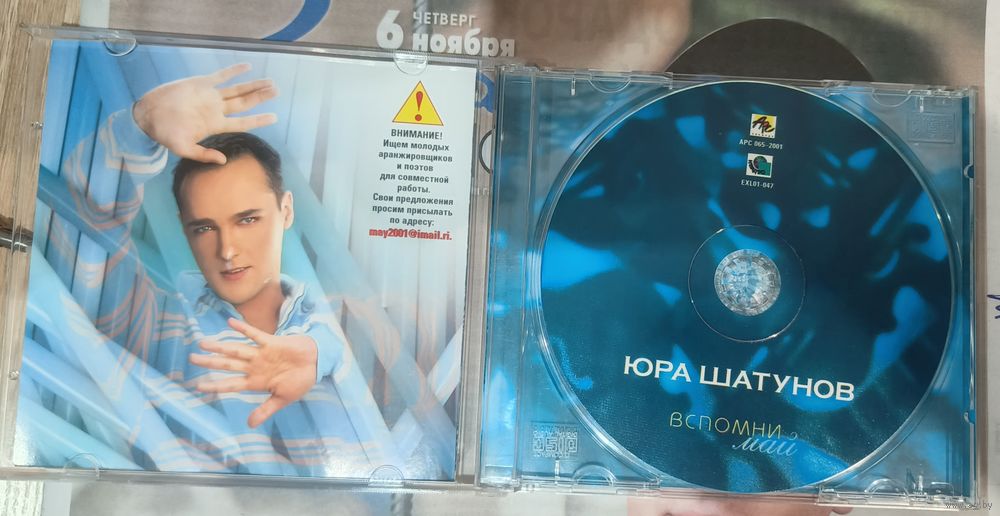 6 ЧЕТВЕРГ
ноября
ВНИМАНИЕ!
Ищем молодых
аранжировщиков
и поэтов
для совместной
работы.
Свои предложения
просим присылать
по адресу:
may2001@imail.ri.
АРС 065-2001
EXL01-047
ЮРА ШАТУНОВ
ВСПОМНИ
май